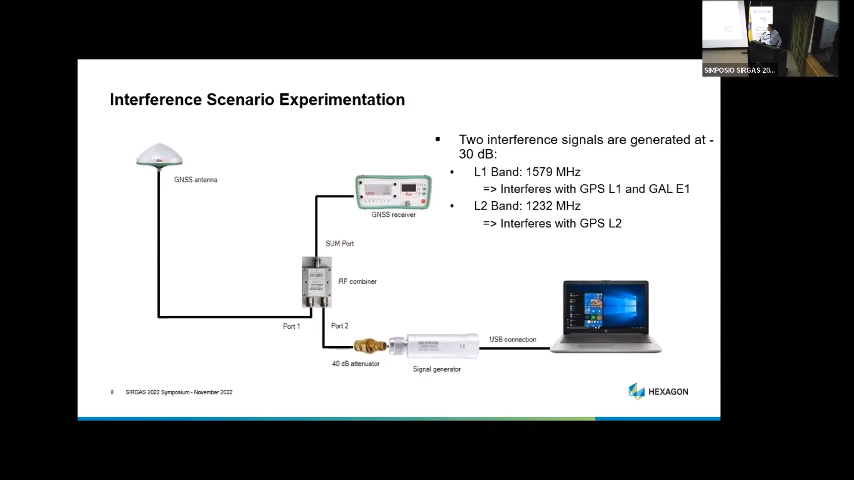 SIMPOSIO SIRGAS 20...
Interference Scenario Experimentation
▪ Two interference signals are generated at -
30 dB:
• L1 Band: 1579 MHz
=> Interferes with GPS L1 and GAL E1
• L2 Band: 1232 MHz
=> Interferes with GPS L2
GNSS antenna
GNSS receiver
SUM Port
RF combiner
Port 1
Port 2
40 dB attenuator
Signal generator
USB connection
8 SIRGAS 2022 Symposium - November 2022
HEXAGON